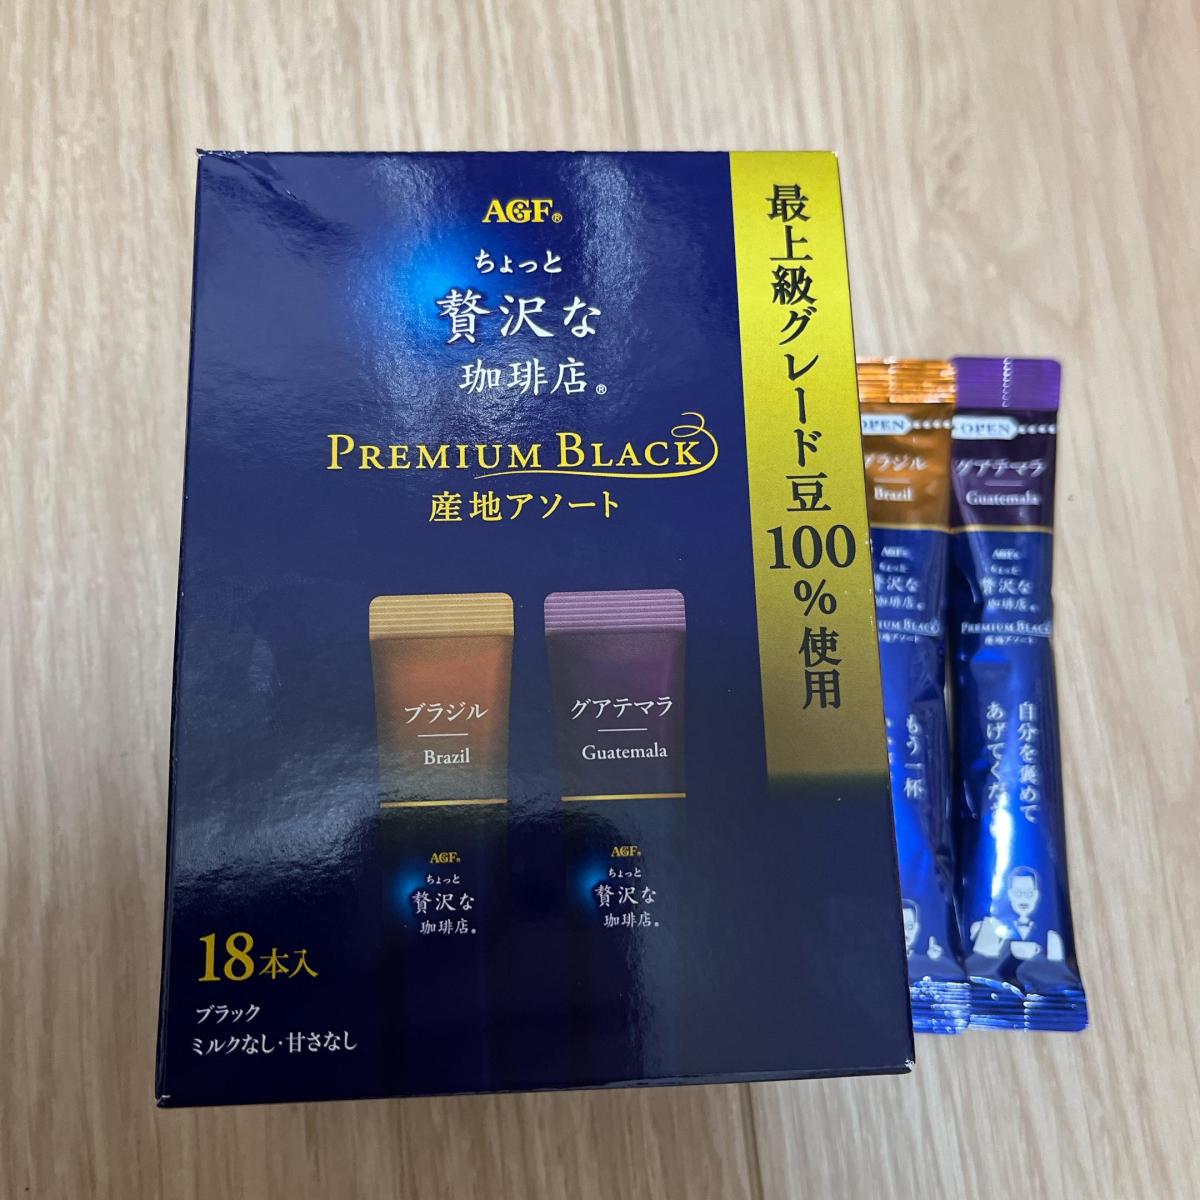 AGF®
ちょっと
贅沢な
珈琲店®
PREMIUM BLACK
産地アソート
最上級グレード豆100%使用
ブラジル
Brazil
AGF®
ちょっと
贅沢な
珈琲店®
グアテマラ
Guatemala
AGF®
ちょっと
贅沢な
珈琲店®
18本入
ブラック
ミルクなし・甘さなし
OPEN
ブラジル
Brazil
AGF®
ちょっと
贅沢な
珈琲店®
産地アソート
もう一杯
OPEN
グアテマラ
Guatemala
AGF®
ちょっと
贅沢な
珈琲店®
PREMIUM BLACK
産地アソート
自分を褒めて
あげてくだ